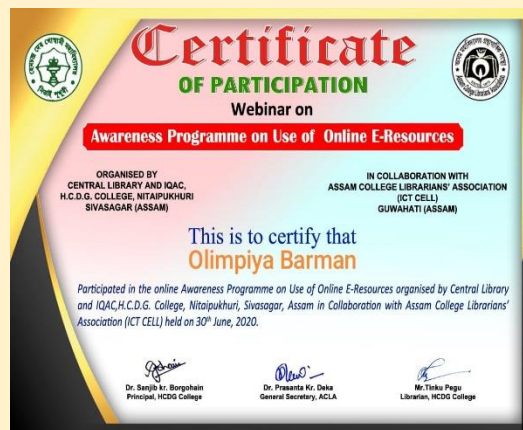 Certificate
OF PARTICIPATION
Webinar on
Awareness Programme on Use of Online E-Resources
ORGANISED BY
CENTRAL LIBRARY AND IQAC,
H.C.D.G. COLLEGE, NITAIPUKHURI
SIVASAGAR (ASSAM)
IN COLLABORATION WITH
ASSAM COLLEGE LIBRARIANS' ASSOCIATION
(ICT CELL)
GUWAHATI (ASSAM)
This is to certify that
Olimpiya Barman
Participated in the online Awareness Programme on Use of Online E-Resources organised by Central Library
and IQAC,H.C.D.G. College, Nitaipukhuri, Sivasagar, Assam in Collaboration with Assam College Librarians'
Association (ICT CELL) held on 30th June, 2020.
Dr. Sanjib kr. Borgohain
Principal, HCDG College
Dr. Prasanta Kr. Deka
General Secretary, ACLA
Mr.Tinku Pegu
Librarian, HCDG College